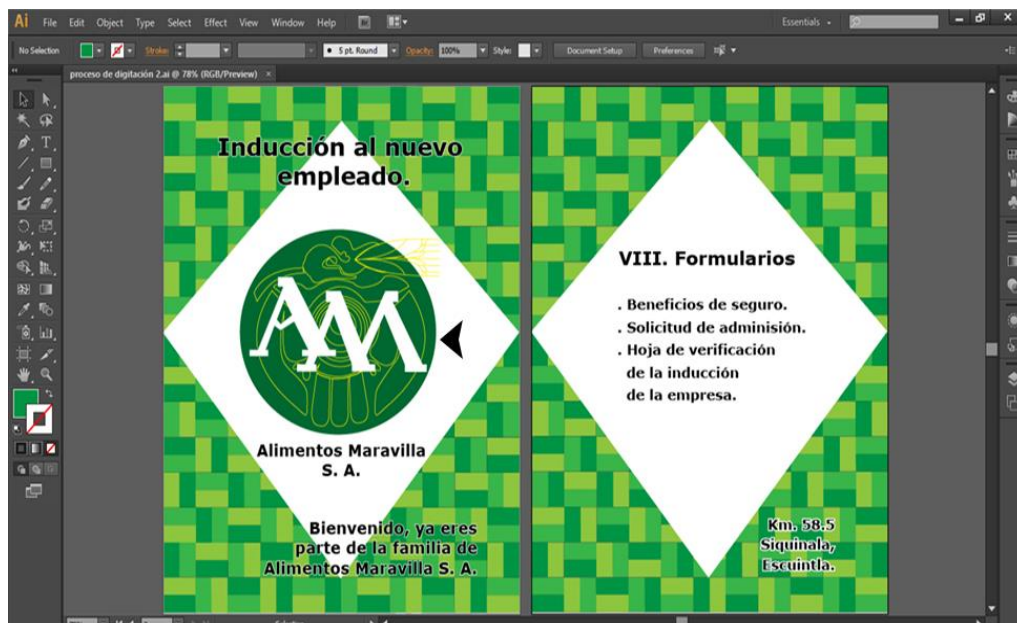 Ai File Edit Object Type Select Effect View Window Help Br Essentials
No Selection Stroke: 5 pt. Round Opacity: 100% Style: Document Setup Preferences
proceso de digitación 2.ai @ 78% (RGB/Preview) ×
Inducción al nuevo
empleado.
AM
Alimentos Maravilla
S. A.
Bienvenido, ya eres
parte de la familia de
Alimentos Maravilla S. A.
VIII. Formularios
. Beneficios de seguro.
. Solicitud de adminisión.
. Hoja de verificación
de la inducción
de la empresa.
Km. 58.5
Siquinala,
Escuintla.